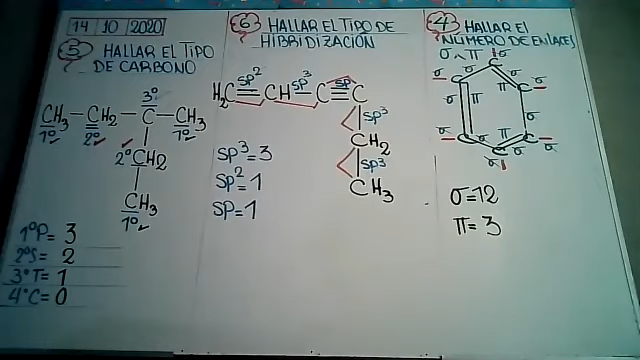 14 10 2020
5 HALLAR EL TIPO
DE CARBONO
3°
CH3 - CH2 - C - CH3
1° 2° 1°
2° CH2
CH3
1°
1°P= 3
2°S= 2
3°T= 1
4°C= 0
6 HALLAR EL TIPO DE
HIBRIDIZACIÓN
sp² sp³ sp
H2C = CH - C ≡ C
sp³
CH2
sp³
CH3
sp³=3
sp²=1
sp=1
4 HALLAR El
NÚMERO DE ENlACES
σ ∧ π σ
σ C C σ
π π
σ σ
C π C
σ σ
C
σ
σ=12
π= 3